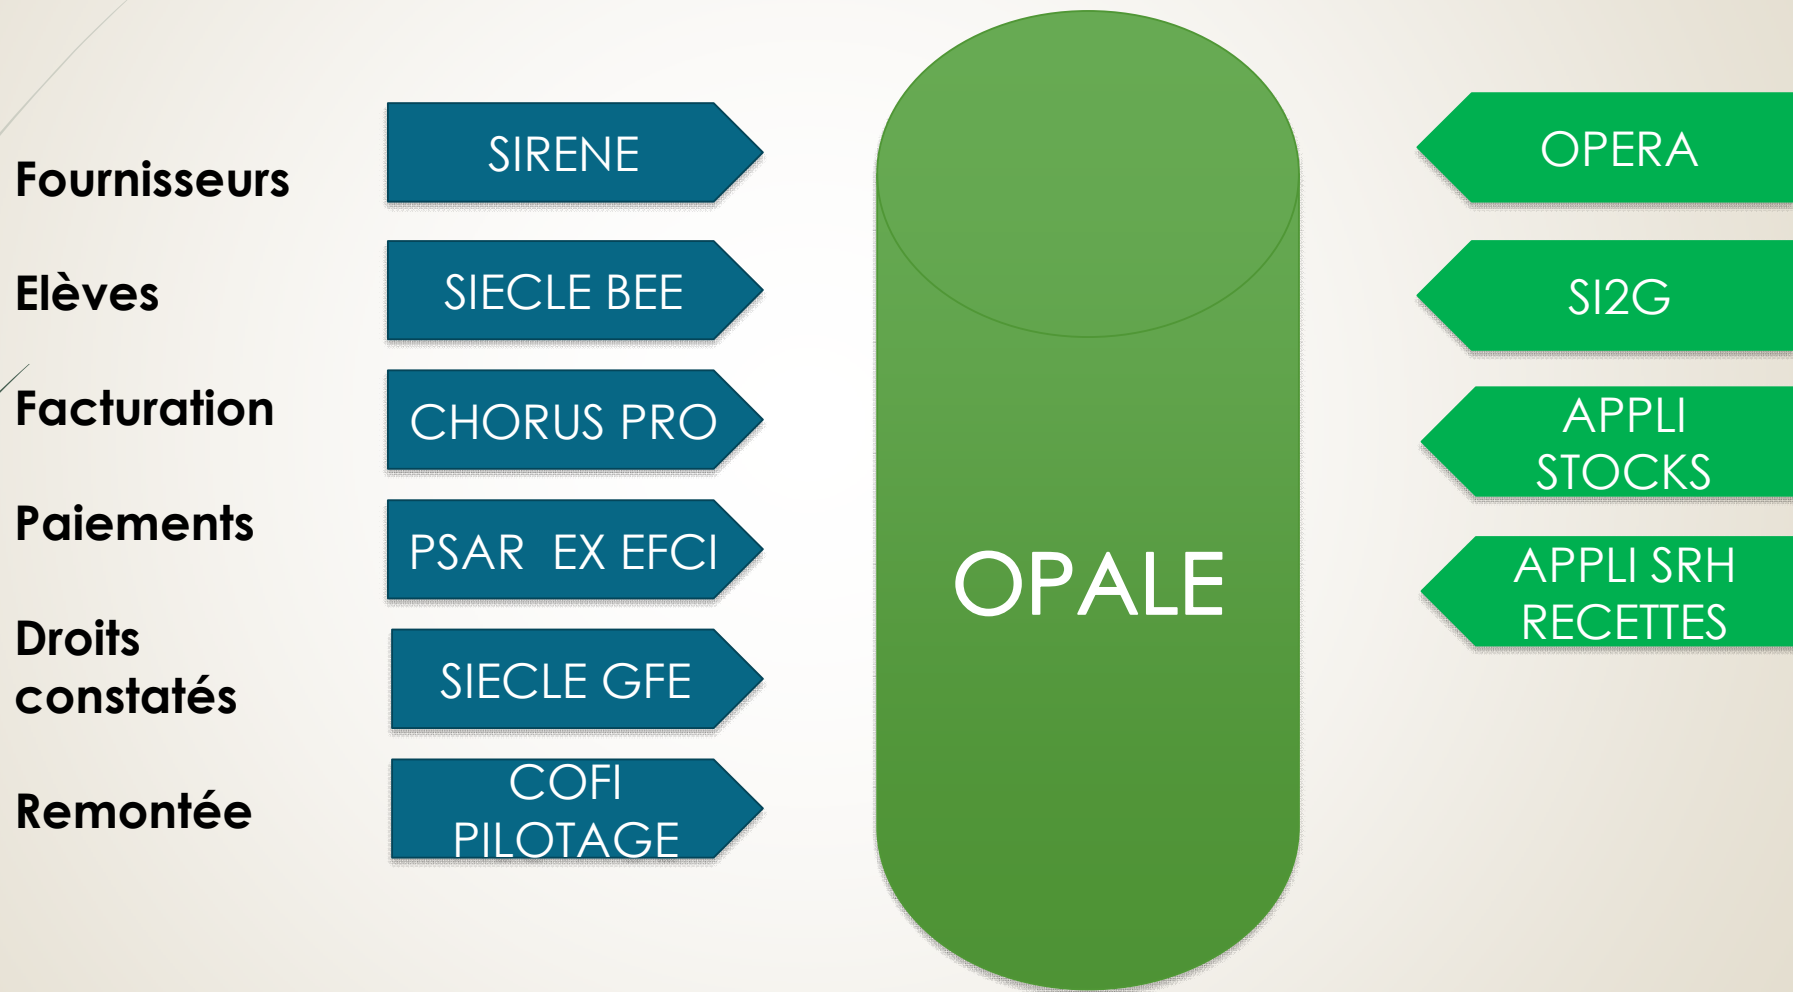 Fournisseurs
Elèves
Facturation
Paiements
Droits
constatés
Remontée
SIRENE
SIECLE BEE
CHORUS PRO
PSAR EX EFCI
SIECLE GFE
COFI
PILOTAGE
OPALE
OPERA
SI2G
APPLI
STOCKS
APPLI SRH
RECETTES